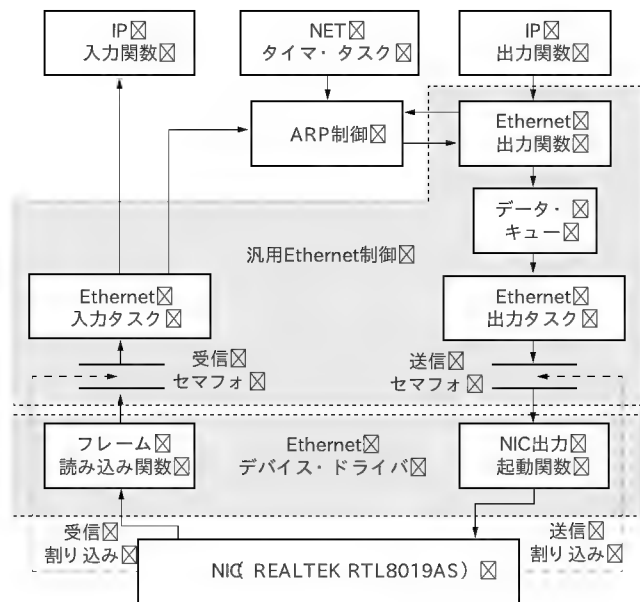 IP
入力関数
NET
タイマ・タスク
IP
出力関数
ARP制御
Ethernet
出力関数
データ・
キュー
汎用Ethernet制御
Ethernet
入力タスク
Ethernet
出力タスク
受信
セマフォ
送信
セマフォ
フレーム
読み込み関数
Ethernet
デバイス・ドライバ
NIC出力
起動関数
受信
割り込み
送信
割り込み
NIC( REALTEK RTL8019AS)